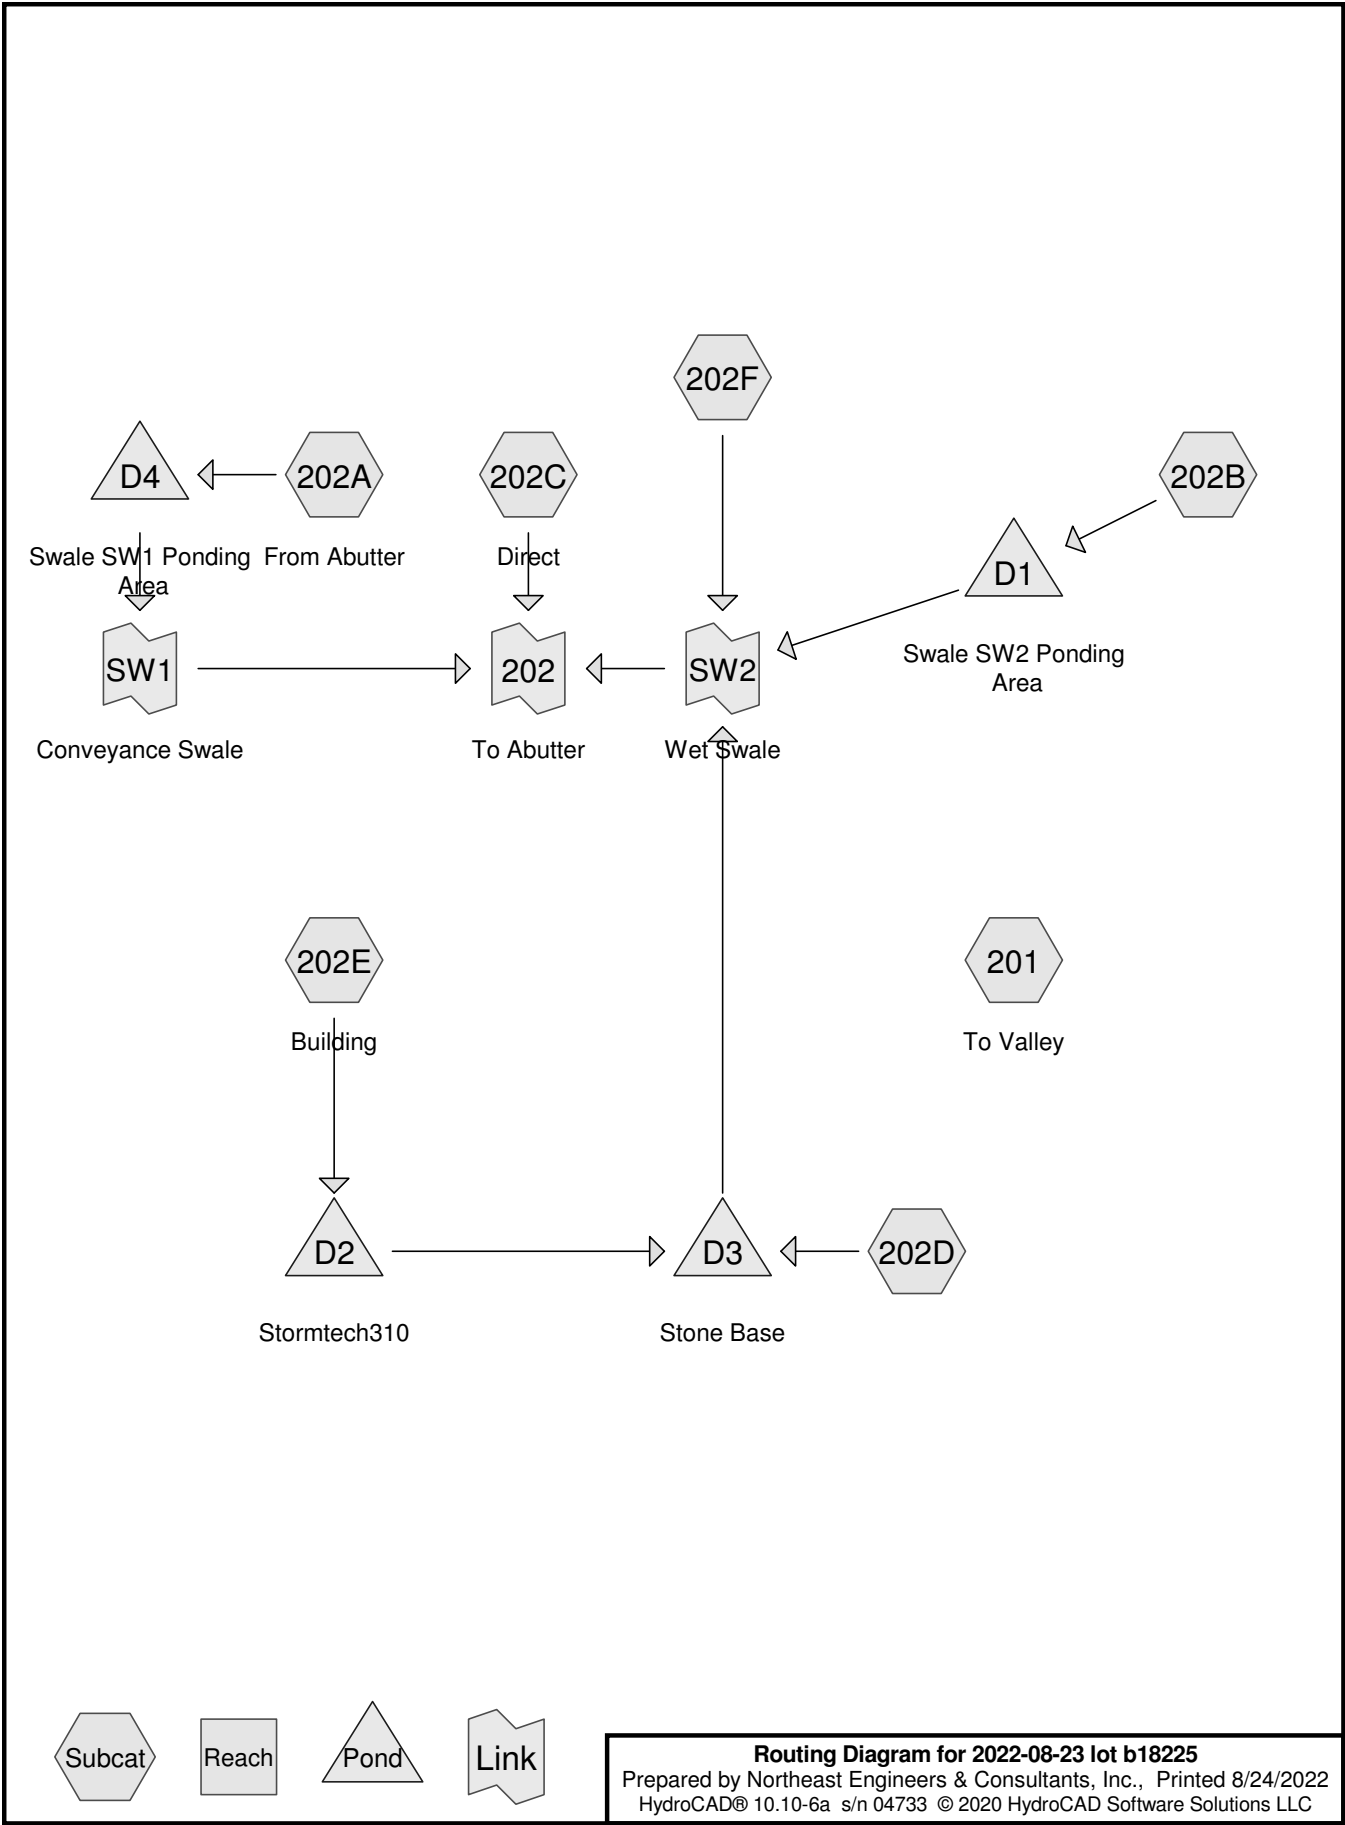 202F
D4
202A
202C
202B
Swale SW1 Ponding
Area
From Abutter
Direct
D1
Swale SW2 Ponding
Area
SW1
202
SW2
Conveyance Swale
To Abutter
Wet Swale
202E
201
Building
To Valley
D2
D3
202D
Stormtech310
Stone Base
Subcat
Reach
Pond
Link
Routing Diagram for 2022-08-23 lot b18225
Prepared by Northeast Engineers & Consultants, Inc., Printed 8/24/2022
HydroCAD® 10.10-6a s/n 04733 © 2020 HydroCAD Software Solutions LLC